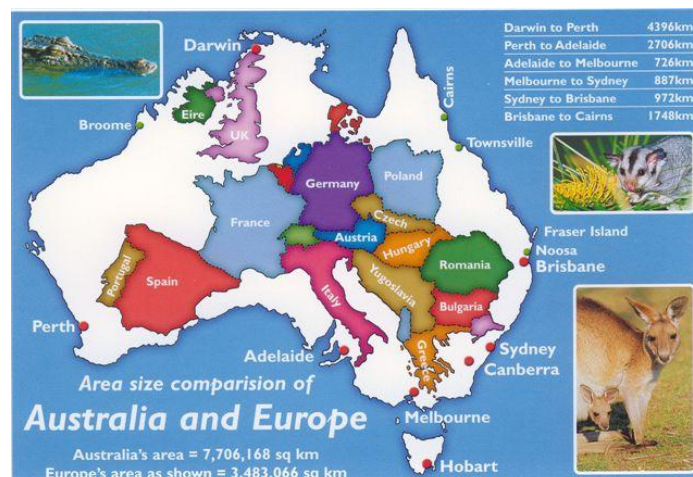 Darwin
Darwin to Perth 4396km
Perth to Adelaide 2706km
Adelaide to Melbourne 726km
Melbourne to Sydney 887km
Sydney to Brisbane 972km
Brisbane to Cairns 1748km
Broome
Eire
UK
Cairns
Townsville
Germany
Poland
France
Czech
Austria
Hungary
Romania
Fraser Island
Noosa
Brisbane
Portugal
Spain
Italy
Yugoslavia
Bulgaria
Greece
Perth
Adelaide
Sydney
Canberra
Melbourne
Hobart
Area size comparision of
Australia and Europe
Australia's area = 7,706,168 sq km
Europe's area as shown = 3,483,066 sq km